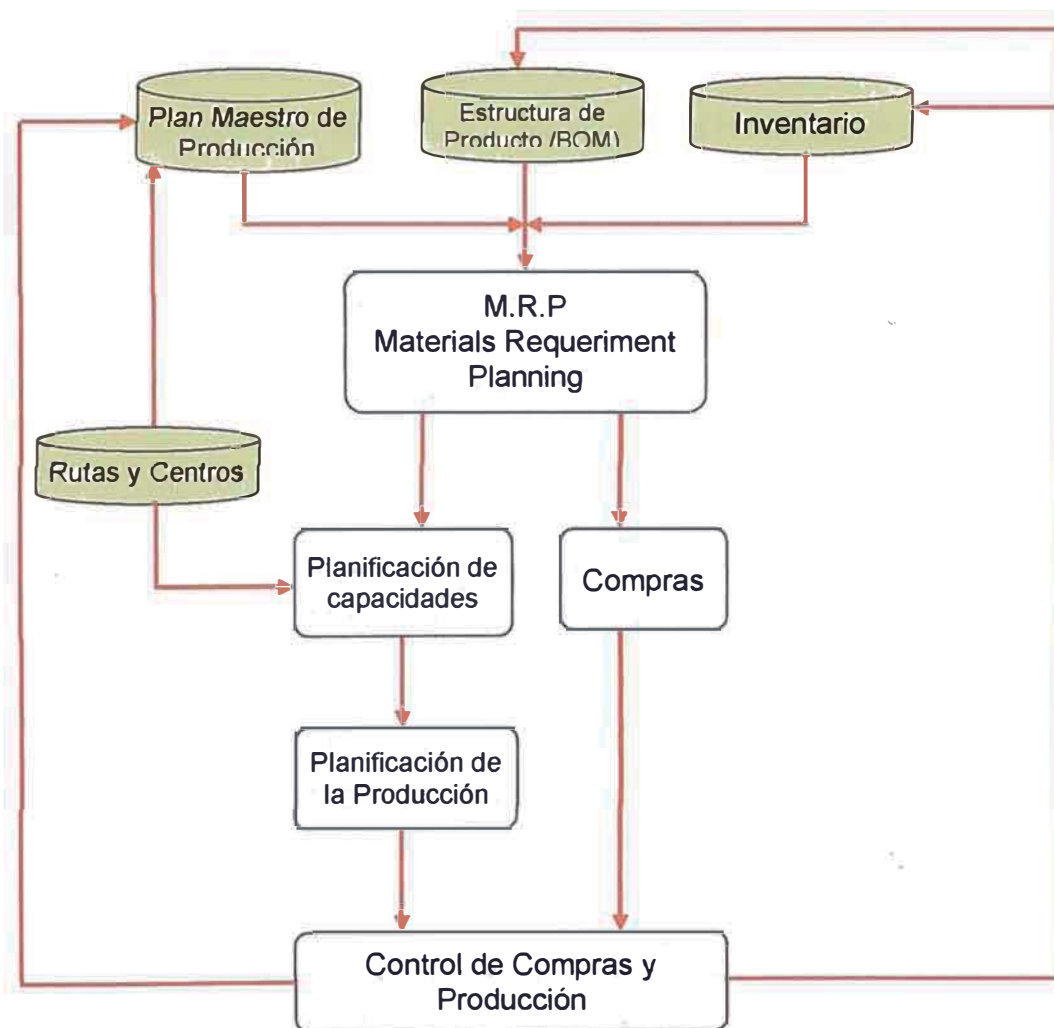 Plan Maestro de
Producción
Estructura de
Producto /BOM)
Inventario
M.R.P
Materials Requeriment
Planning
Rutas y Centros
Planificación de
capacidades
Compras
Planificación de
la Producción
Control de Compras y
Producción